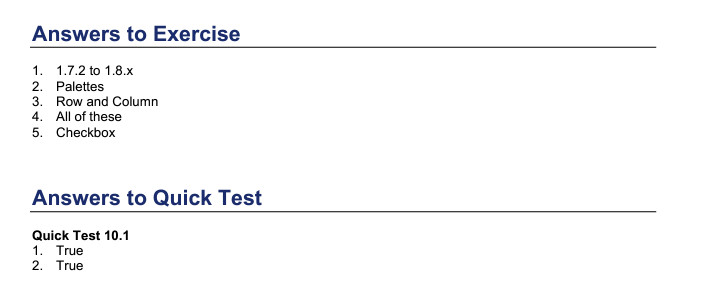 Answers to Exercise
1. 1.7.2 to 1.8.x
2. Palettes
3. Row and Column
4. All of these
5. Checkbox
Answers to Quick Test
Quick Test 10.1
1. True
2. True